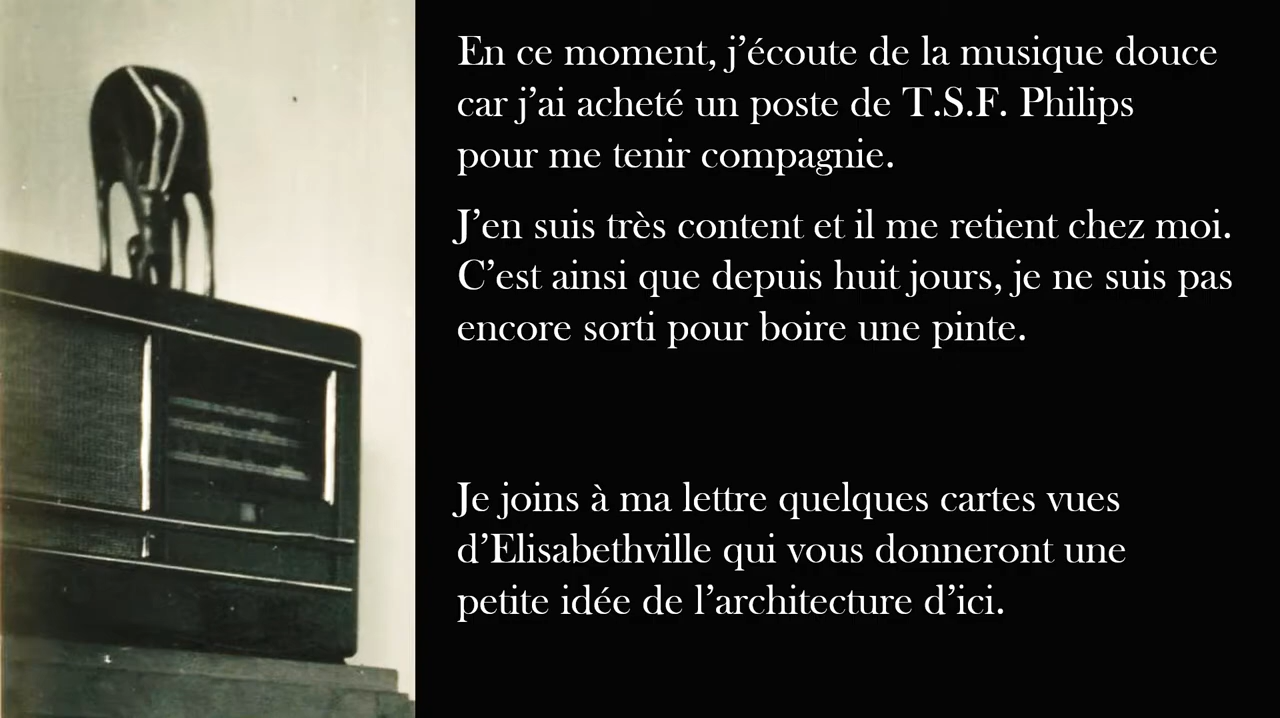 En ce moment, j’écoute de la musique douce
car j’ai acheté un poste de T.S.F. Philips
pour me tenir compagnie.
J’en suis très content et il me retient chez moi.
C’est ainsi que depuis huit jours, je ne suis pas
encore sorti pour boire une pinte.
Je joins à ma lettre quelques cartes vues
d’Elisabethville qui vous donneront une
petite idée de l’architecture d’ici.